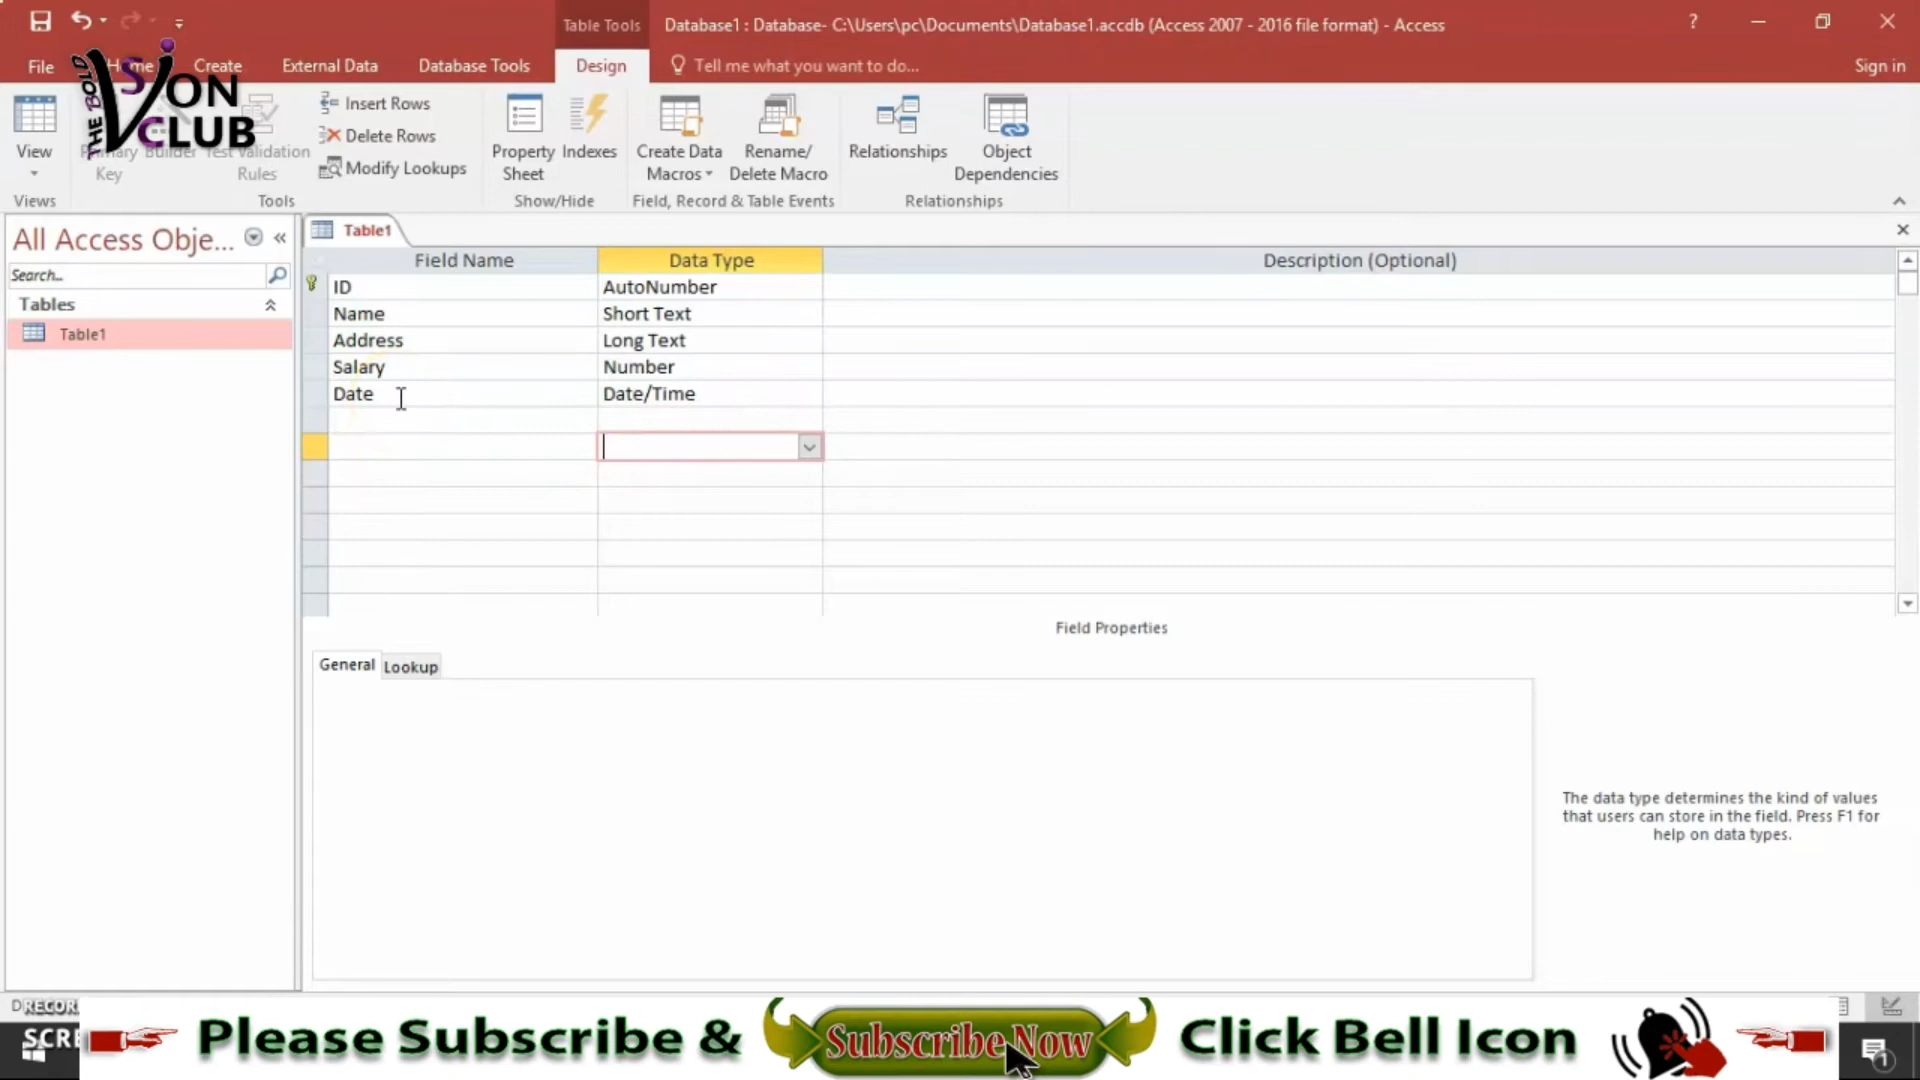 Table Tools
Database1 : Database- C:\Users\pc\Documents\Database1.accdb (Access 2007 - 2016 file format) - Access
?
File
Home
Create
External Data
Database Tools
Design
Tell me what you want to do...
Sign in
THE BOLD
VISION
CLUB
View
Primary
Key
Builder
Test Validation
Rules
Insert Rows
Delete Rows
Modify Lookups
Property
Sheet
Indexes
Create Data
Macros
Rename/
Delete Macro
Relationships
Object
Dependencies
Views
Tools
Show/Hide
Field, Record & Table Events
Relationships
All Access Obje...
Search...
Tables
Table1
Table1
Field Name
Data Type
Description (Optional)
ID
AutoNumber
Name
Short Text
Address
Long Text
Salary
Number
Date
Date/Time
Field Properties
General
Lookup
The data type determines the kind of values
that users can store in the field. Press F1 for
help on data types.
Please Subscribe &
Subscribe Now
Click Bell Icon
1